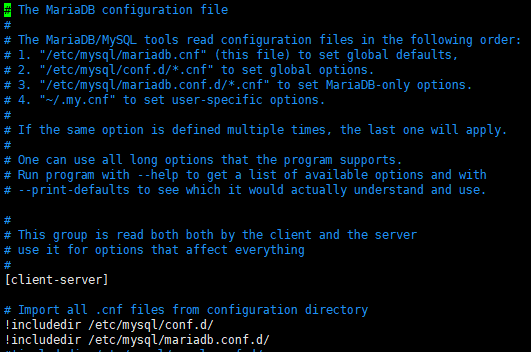 # The MariaDB configuration file
#
# The MariaDB/MySQL tools read configuration files in the following order:
# 1. "/etc/mysql/mariadb.cnf" (this file) to set global defaults,
# 2. "/etc/mysql/conf.d/*.cnf" to set global options.
# 3. "/etc/mysql/mariadb.conf.d/*.cnf" to set MariaDB-only options.
# 4. "~/.my.cnf" to set user-specific options.
#
# If the same option is defined multiple times, the last one will apply.
#
# One can use all long options that the program supports.
# Run program with --help to get a list of available options and with
# --print-defaults to see which it would actually understand and use.
#
# This group is read both both by the client and the server
# use it for options that affect everything
#
[client-server]
# Import all .cnf files from configuration directory
!includedir /etc/mysql/conf.d/
!includedir /etc/mysql/mariadb.conf.d/